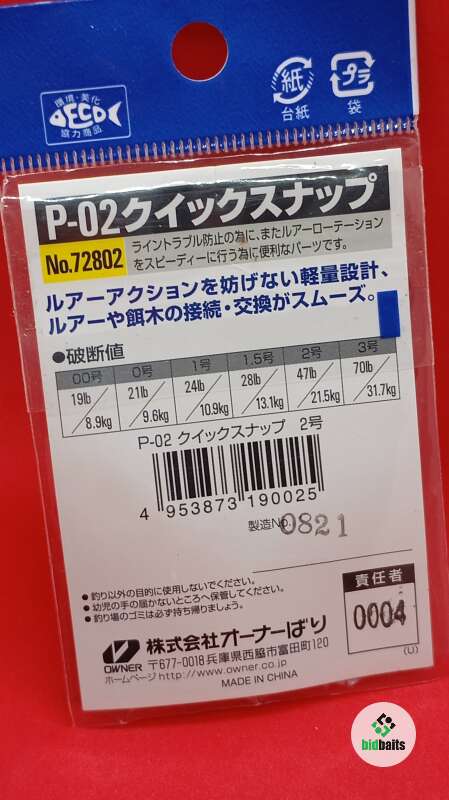 環境・美化
FECO
協力商品
紙
台紙
プラ
袋
P-02クイックスナップ
No.72802
ライントラブル防止の為に、またルアーローテーション
をスピーディーに行う為に便利なパーツです。
ルアーアクションを妨げない軽量設計、
ルアーや餌木の接続・交換がスムーズ。
●破断値
00号 0号 1号 1.5号 2号 3号
19lb 21lb 24lb 28lb 47lb 70lb
8.9kg 9.6kg 10.9kg 13.1kg 21.5kg 31.7kg
P-02 クイックスナップ 2号
4 953873 190025
製造No. 0821
●釣り以外の目的に使用しないでください。
●幼児の手の届かないところへ保管してください。
●釣り場のゴミは必ず持ち帰りましょう。
責任者
0004
(U)
OWNER 株式会社オーナーばり
〒677-0018 兵庫県西脇市富田町120
ホームページ http://www.owner.co.jp
MADE IN CHINA
bidbaits